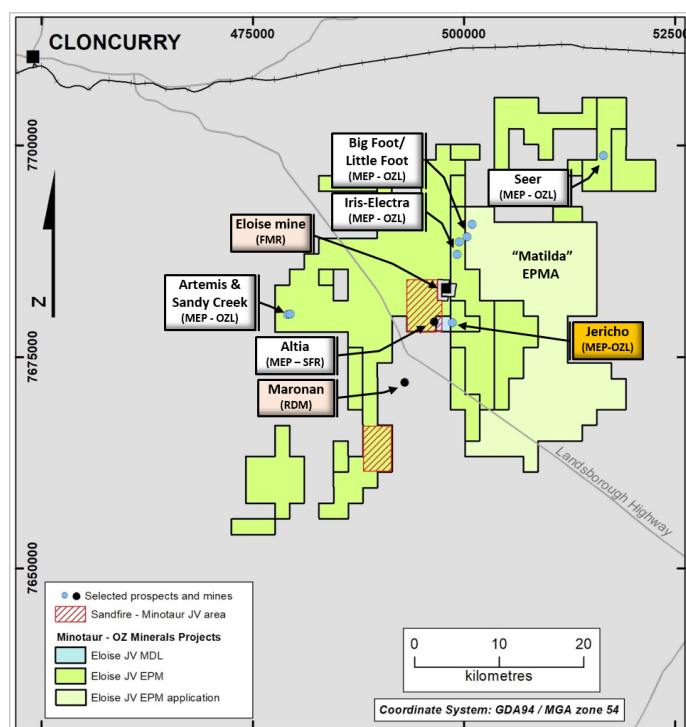 475000
500000
52500
CLONCURRY
7700000
7675000
7650000
Big Foot/
Little Foot
(MEP - OZL)
Seer
(MEP - OZL)
Iris-Electra
(MEP - OZL)
Eloise mine
(FMR)
“Matilda”
EPMA
N
Artemis &
Sandy Creek
(MEP - OZL)
Altia
(MEP – SFR)
Jericho
(MEP-OZL)
Maronan
(RDM)
Landsborough Highway
Selected prospects and mines
Sandfire - Minotaur JV area
Minotaur - OZ Minerals Projects
Eloise JV MDL
Eloise JV EPM
Eloise JV EPM application
0 10 20
kilometres
Coordinate System: GDA94 / MGA zone 54